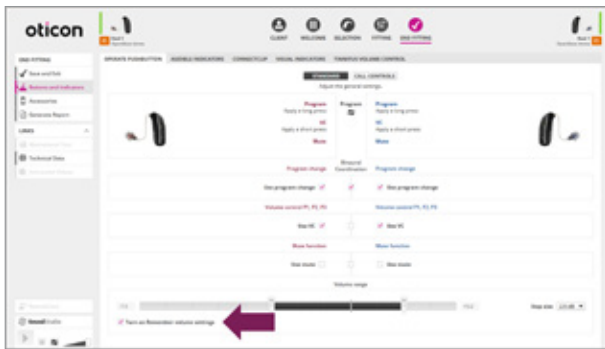 oticon
CLIENT WELCOME SELECTION FITTING END FITTING
END FITTING
Save and Exit
Buttons and Indicators
Accessories
Generate Report
LINKS
Technical Data
OPERATE PUSHBUTTON AUDIBLE INDICATORS CONNECTCLIP VISUAL INDICATORS TINNITUS VOLUME CONTROL
STANDARD CALL CONTROLS
Adjust the general settings.
Program Program Program
Apply a long press Apply a long press
VC VC
Apply a short press Apply a short press
Mute Mute
Program change Binaural Coordination Program change
Use program change Use program change
Volume control P1, P2, P3 Volume control P1, P2, P3
Use VC Use VC
Mute function Mute function
Use mute Use mute
Volume range
Step size 2.5 dB
Turn on Remember volume settings